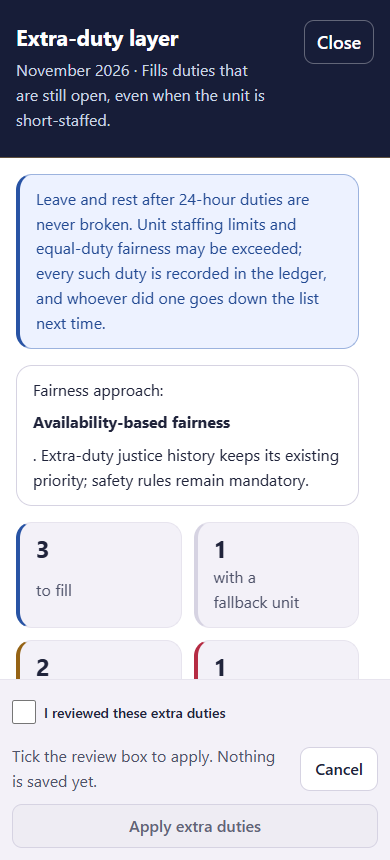 Extra-duty layer
Close
November 2026 · Fills duties that
are still open, even when the unit is
short-staffed.
Leave and rest after 24-hour duties are
never broken. Unit staffing limits and
equal-duty fairness may be exceeded;
every such duty is recorded in the ledger,
and whoever did one goes down the list
next time.
Fairness approach:
Availability-based fairness
. Extra-duty justice history keeps its existing
priority; safety rules remain mandatory.
3
to fill
1
with a
fallback unit
2
1
I reviewed these extra duties
Tick the review box to apply. Nothing
is saved yet.
Cancel
Apply extra duties